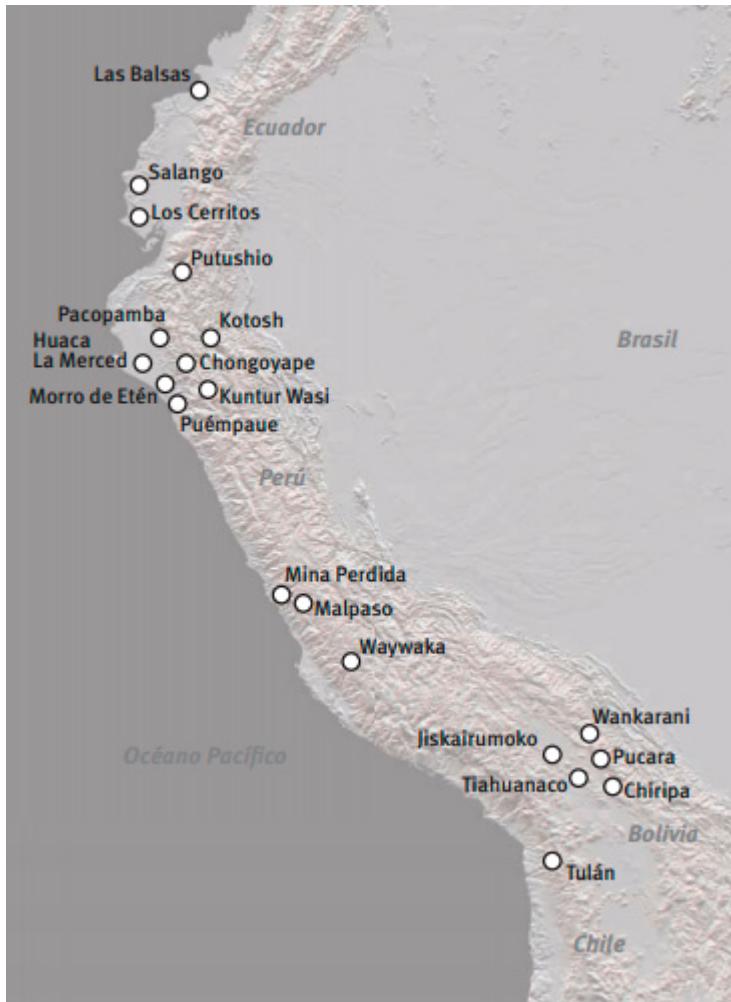 Las Balsas
Ecuador
Salango
Los Cerritos
Putushio
Pacopamba
Kotosh
Huaca
La Merced
Brasil
Chongoyape
Morro de Etén
Kuntur Wasi
Puémpaue
Perú
Mina Perdida
Malpaso
Waywaka
Wankarani
Jiskairumoko
Océano Pacífico
Pucara
Tiahuanaco
Chiripa
Bolivia
Tulán
Chile